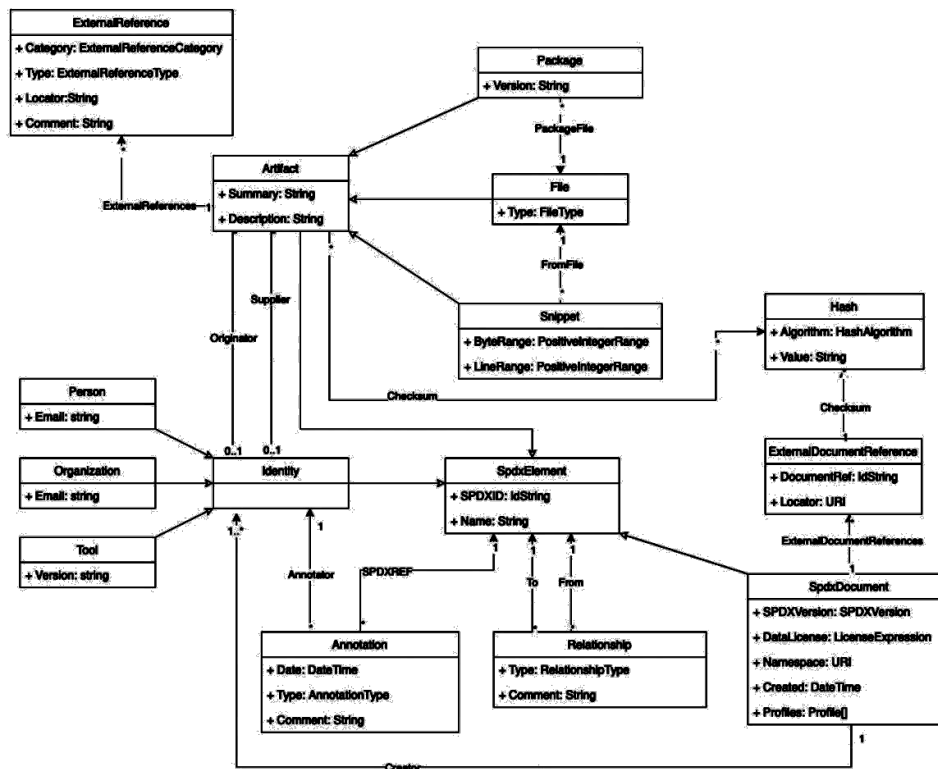 ExternalReference
+ Category: ExternalReferenceCategory
+ Type: ExternalReferenceType
+ Locator:String
+ Comment: String
*
ExternalReferences
1
Package
+ Version: String
*
PackageFile
1
Artifact
+ Summary: String
+ Description: String
*
*
*
File
+ Type: FileType
1
FromFile
*
Snippet
+ ByteRange: PositiveIntegerRange
+ LineRange: PositiveIntegerRange
Hash
+ Algorithm: HashAlgorithm
+ Value: String
*
*
Checksum
1
Originator
Supplier
0..1
0..1
Checksum
Person
+ Email: string
Organization
+ Email: string
Tool
+ Version: string
Identity
1..*
1
Annotator
*
SpdxElement
+ SPDXID: IdString
+ Name: String
1
SPDXREF
*
1
To
*
1
From
*
ExternalDocumentReference
+ DocumentRef: IdString
+ Locator: URI
*
ExternalDocumentReferences
1
Annotation
+ Date: DateTime
+ Type: AnnotationType
+ Comment: String
Relationship
+ Type: RelationshipType
+ Comment: String
SpdxDocument
+ SPDXVersion: SPDXVersion
+ DataLicense: LicenseExpression
+ Namespace: URI
+ Created: DateTime
+ Profiles: Profile[]
1
Creator